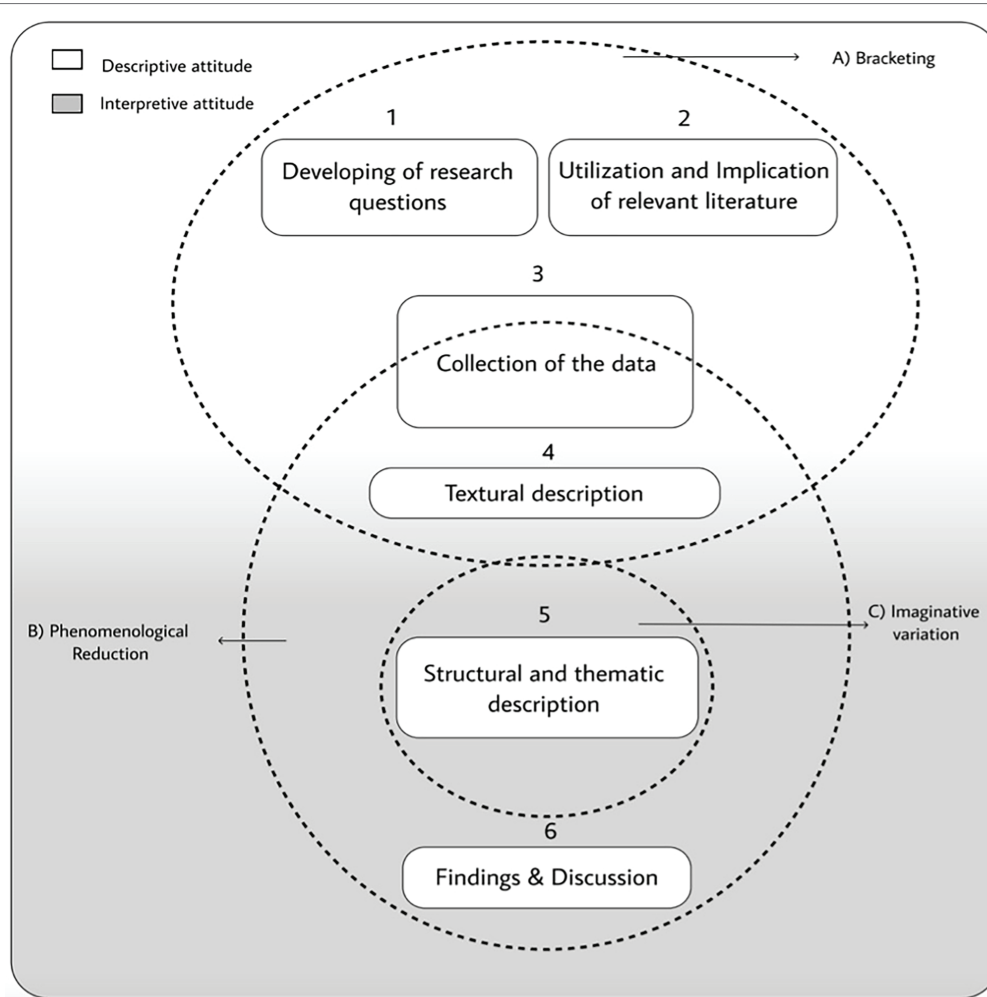 Descriptive attitude
Interpretive attitude
A) Bracketing
1
Developing of research
questions
2
Utilization and Implication
of relevant literature
3
Collection of the data
4
Textural description
5
Structural and thematic
description
B) Phenomenological
Reduction
C) Imaginative
variation
6
Findings & Discussion